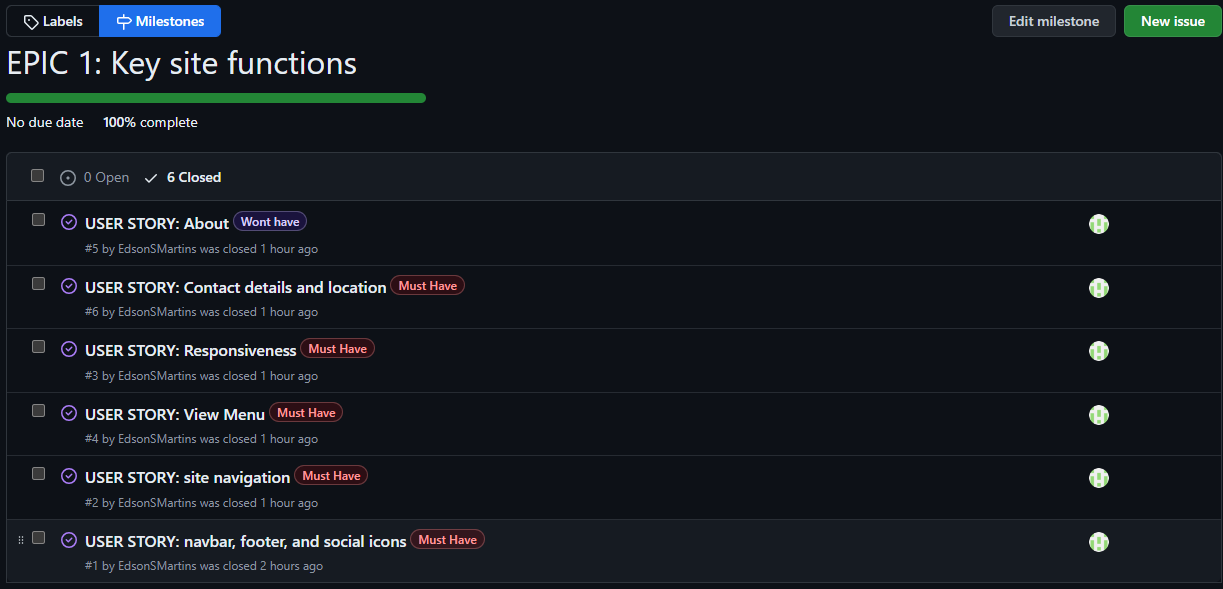 Labels Milestones Edit milestone New issue
EPIC 1: Key site functions
No due date 100% complete
0 Open 6 Closed
USER STORY: About Wont have
#5 by EdsonSMartins was closed 1 hour ago
USER STORY: Contact details and location Must Have
#6 by EdsonSMartins was closed 1 hour ago
USER STORY: Responsiveness Must Have
#3 by EdsonSMartins was closed 1 hour ago
USER STORY: View Menu Must Have
#4 by EdsonSMartins was closed 1 hour ago
USER STORY: site navigation Must Have
#2 by EdsonSMartins was closed 1 hour ago
USER STORY: navbar, footer, and social icons Must Have
#1 by EdsonSMartins was closed 2 hours ago